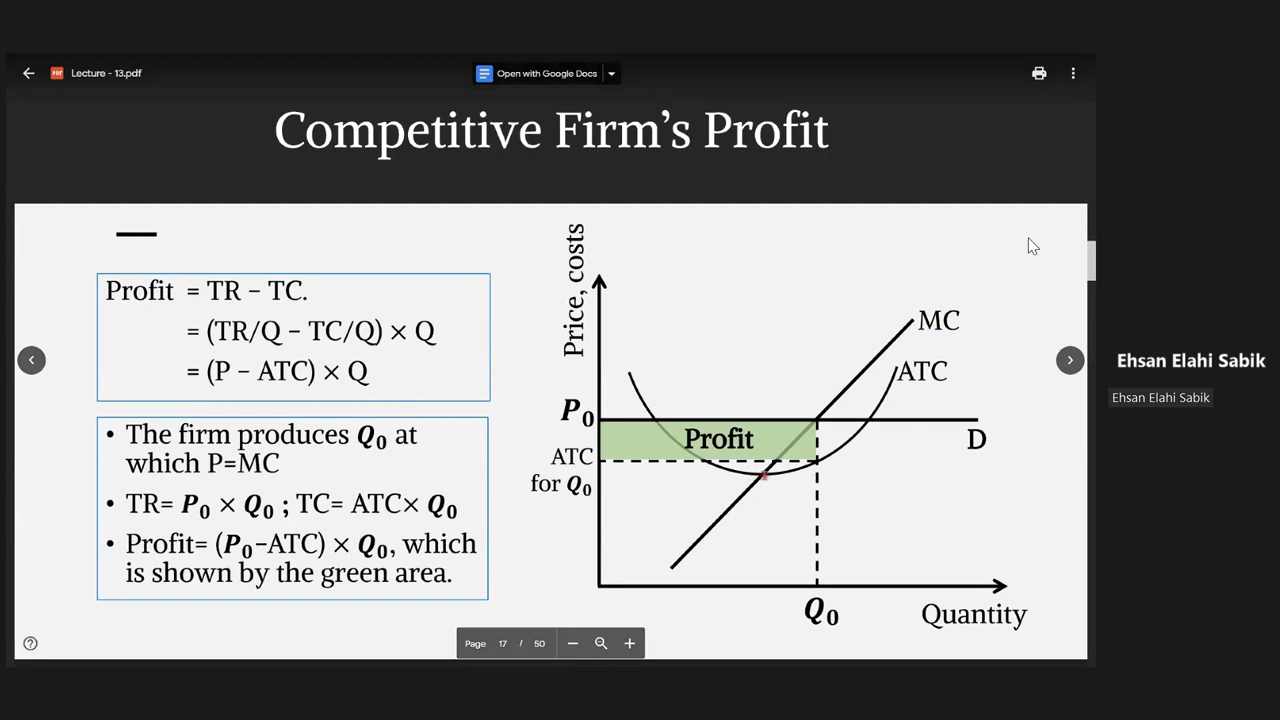 Lecture - 13.pdf
Open with Google Docs
Competitive Firm’s Profit
Profit = TR − TC.
= (TR/Q − TC/Q) × Q
= (P − ATC) × Q
• The firm produces Q₀ at
which P=MC
• TR= P₀ × Q₀ ; TC= ATC× Q₀
• Profit= (P₀−ATC) × Q₀, which
is shown by the green area.
Price, costs
MC
ATC
P₀
Profit
D
ATC
for Q₀
Q₀
Quantity
Page 17 / 50
Ehsan Elahi Sabik
Ehsan Elahi Sabik